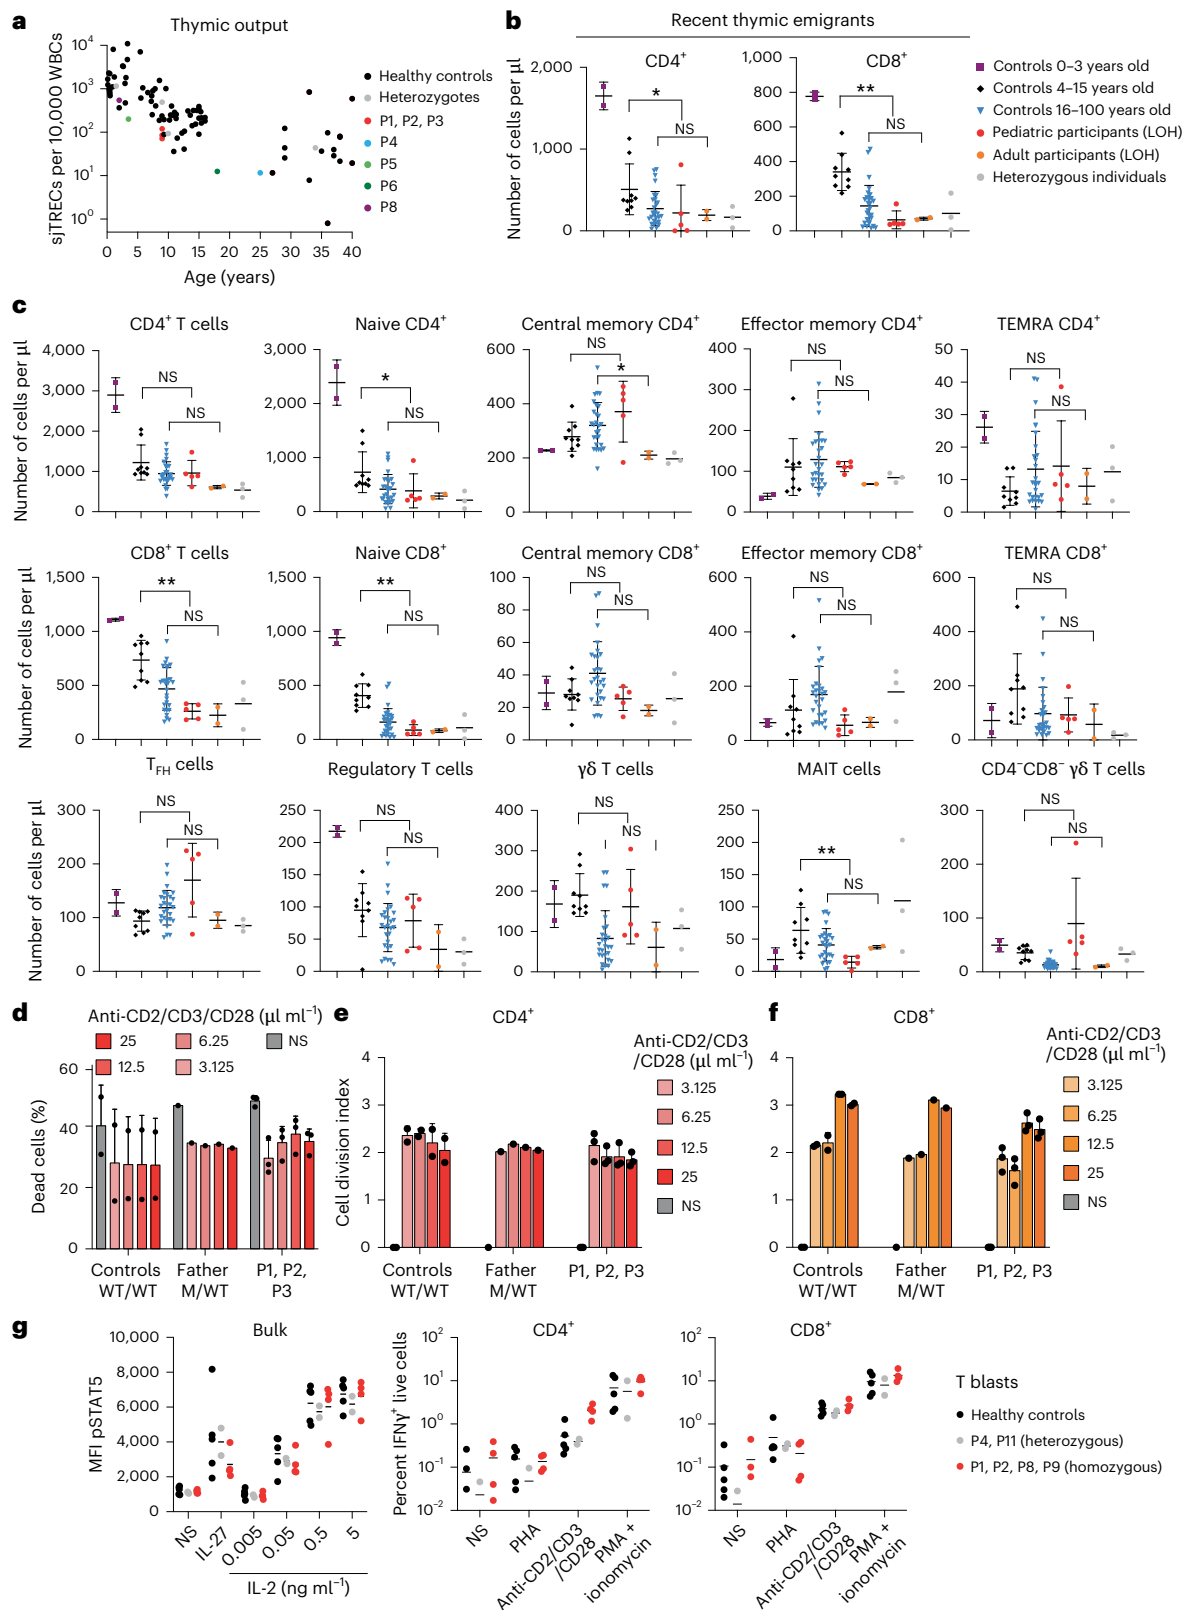 a
Thymic output
sjTRECs per 10,000 WBCs
10⁴
10³
10²
10¹
10⁰
0 5 10 15 20 25 30 35 40
Age (years)
Healthy controls
Heterozygotes
P1, P2, P3
P4
P5
P6
P8
b
Recent thymic emigrants
CD4⁺
CD8⁺
Number of cells per µl
2,000
1,000
0
*
NS
1,000
800
600
400
200
0
**
NS
Controls 0–3 years old
Controls 4–15 years old
Controls 16–100 years old
Pediatric participants (LOH)
Adult participants (LOH)
Heterozygous individuals
c
CD4⁺ T cells
Naive CD4⁺
Central memory CD4⁺
Effector memory CD4⁺
TEMRA CD4⁺
Number of cells per µl
4,000
3,000
2,000
1,000
0
NS
NS
3,000
2,000
1,000
0
*
NS
600
400
200
0
NS
*
400
300
200
100
0
NS
NS
50
40
30
20
10
0
NS
NS
CD8⁺ T cells
Naive CD8⁺
Central memory CD8⁺
Effector memory CD8⁺
TEMRA CD8⁺
Number of cells per µl
1,500
1,000
500
0
**
NS
1,500
1,000
500
0
**
NS
100
80
60
40
20
0
NS
NS
600
400
200
0
NS
NS
600
400
200
0
NS
NS
T_FH cells
Regulatory T cells
γδ T cells
MAIT cells
CD4⁻CD8⁻ γδ T cells
Number of cells per µl
300
200
100
0
NS
NS
250
200
150
100
50
0
NS
NS
400
300
200
100
0
NS
NS
200
150
100
50
0
**
NS
300
200
100
0
NS
NS
d
Anti-CD2/CD3/CD28 (µl ml⁻¹)
25
6.25
NS
12.5
3.125
Dead cells (%)
60
40
20
0
Controls WT/WT
Father M/WT
P1, P2, P3
e
CD4⁺
Cell division index
4
3
2
1
0
Controls WT/WT
Father M/WT
P1, P2, P3
Anti-CD2/CD3
/CD28 (µl ml⁻¹)
3.125
6.25
12.5
25
NS
f
CD8⁺
4
3
2
1
0
Controls WT/WT
Father M/WT
P1, P2, P3
Anti-CD2/CD3
/CD28 (µl ml⁻¹)
3.125
6.25
12.5
25
NS
g
Bulk
MFI pSTAT5
10,000
8,000
6,000
4,000
2,000
0
NS
IL-27
0.005
0.05
0.5
5
IL-2 (ng ml⁻¹)
CD4⁺
Percent IFNγ⁺ live cells
10²
10¹
10⁰
10⁻¹
10⁻²
NS
PHA
Anti-CD2/CD3
/CD28
PMA +
ionomycin
CD8⁺
10²
10¹
10⁰
10⁻¹
10⁻²
NS
PHA
Anti-CD2/CD3
/CD28
PMA +
ionomycin
T blasts
Healthy controls
P4, P11 (heterozygous)
P1, P2, P8, P9 (homozygous)